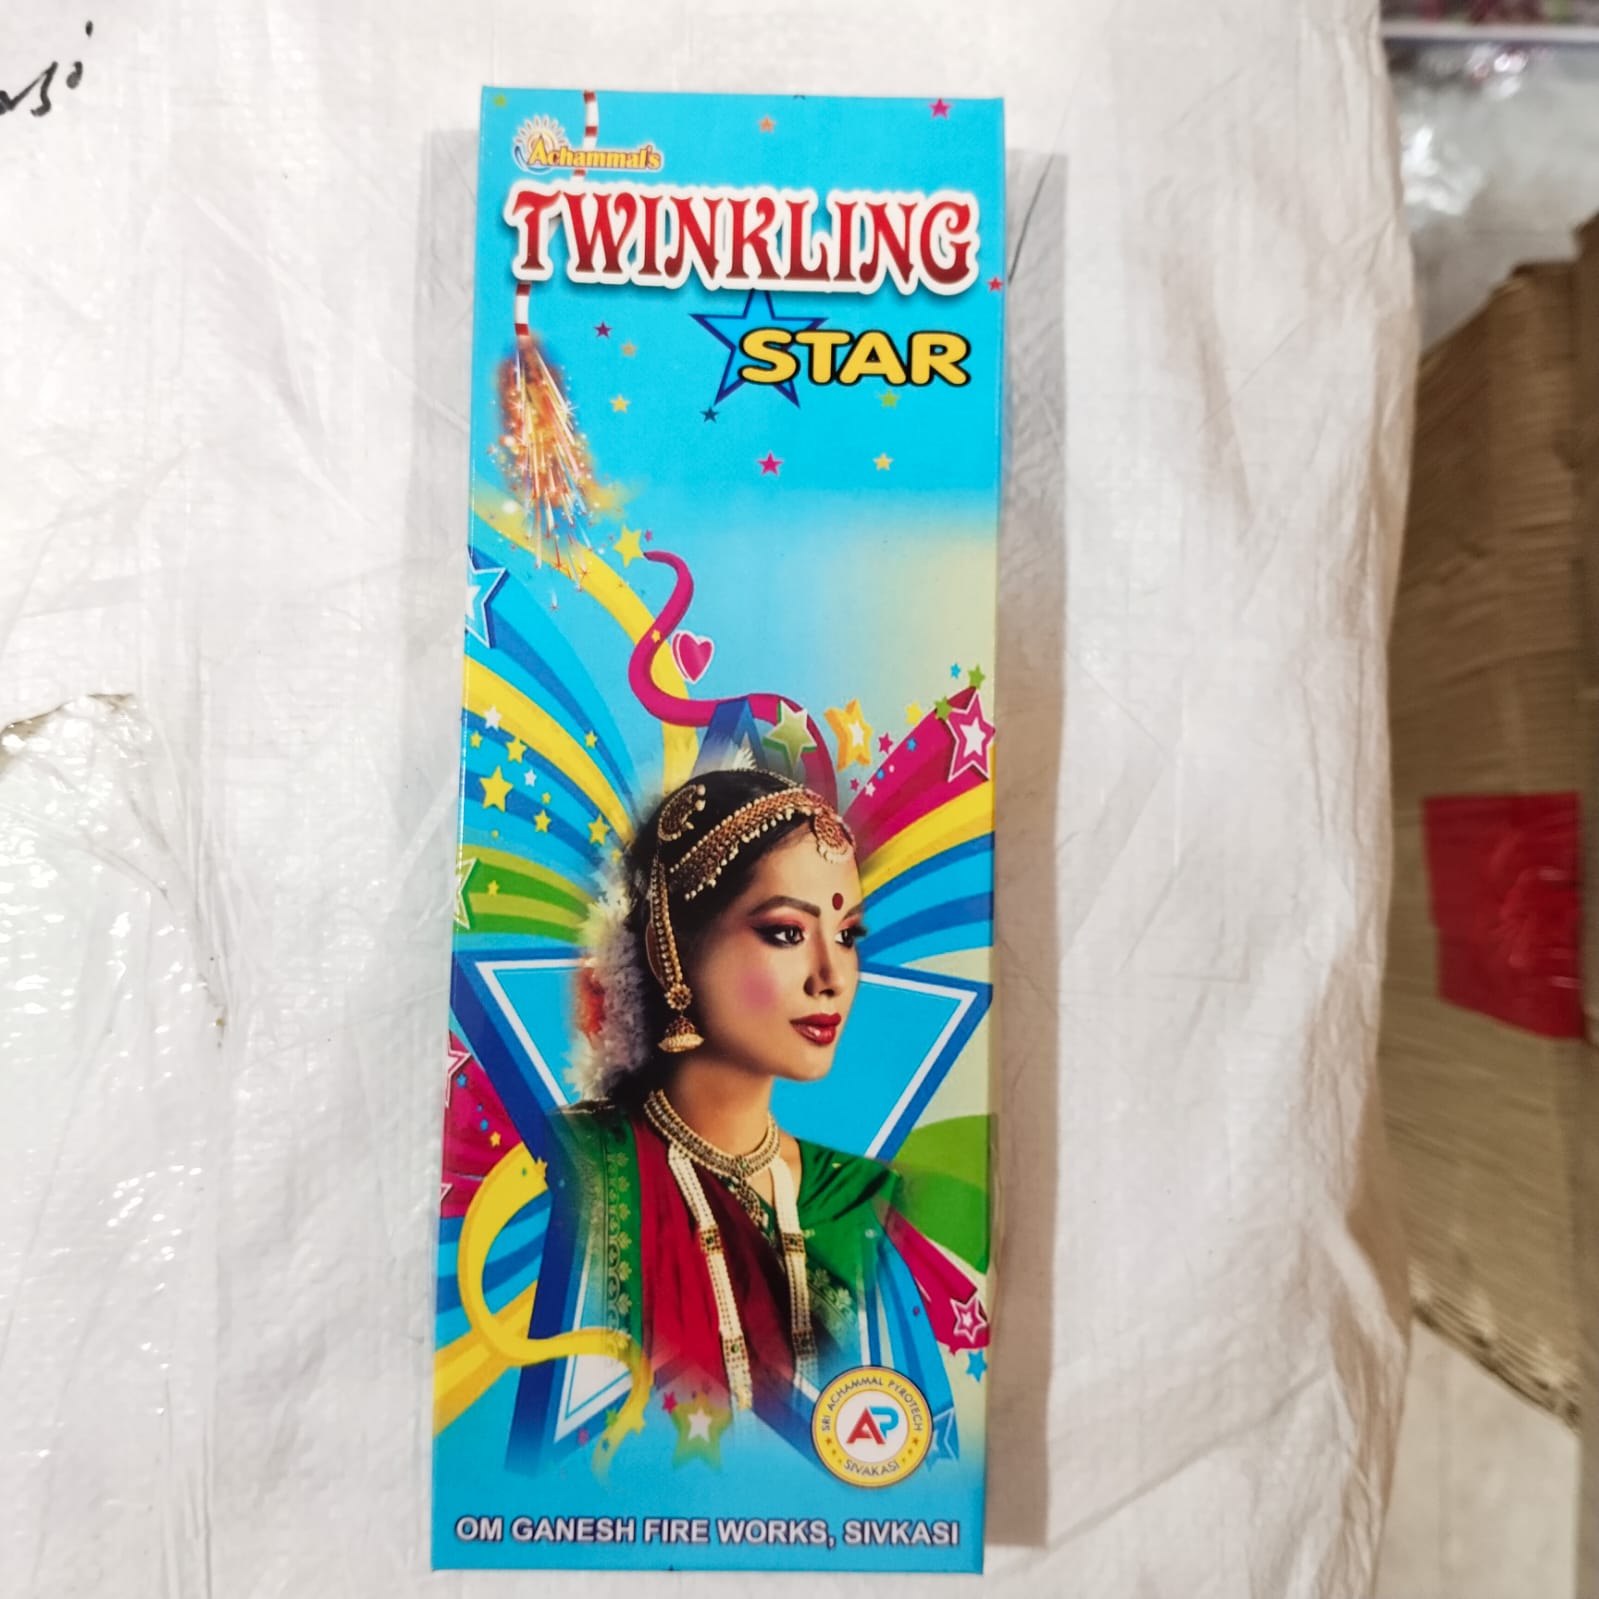 Achammal's
TWINKLING
STAR
SRI ACHAMMAL PYROTECH
AP
SIVAKASI
OM GANESH FIRE WORKS, SIVKASI